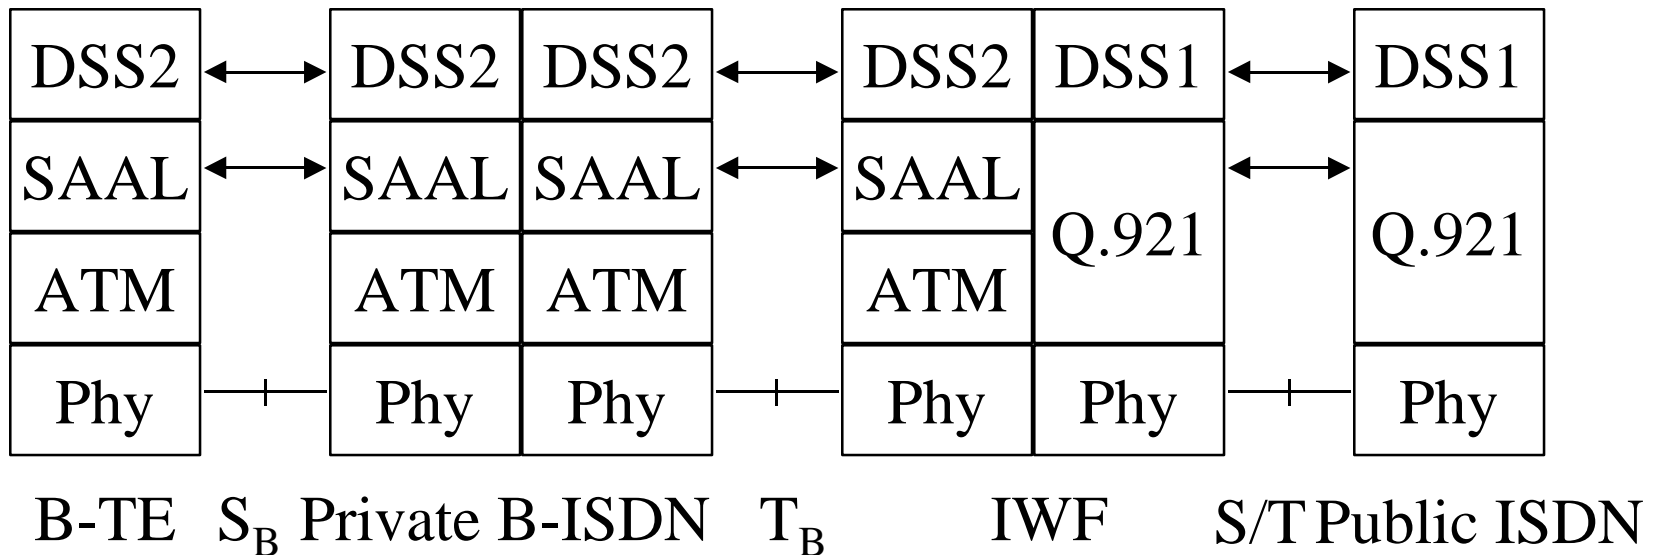 DSS2 DSS2 DSS2 DSS2 DSS1 DSS1
SAAL SAAL SAAL SAAL
Q.921 Q.921
ATM ATM ATM ATM
Phy Phy Phy Phy Phy Phy
B-TE S_B Private B-ISDN T_B IWF S/T Public ISDN